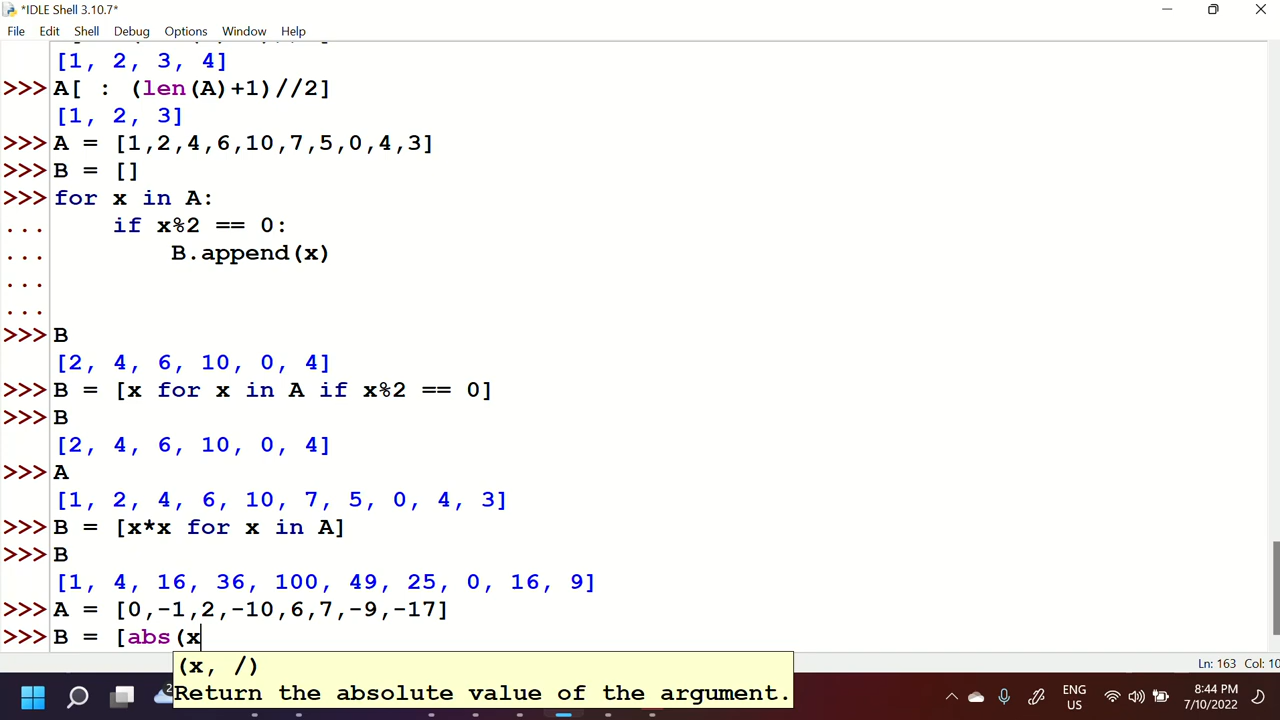 *IDLE Shell 3.10.7*
File Edit Shell Debug Options Window Help
[1, 2, 3, 4]
>>> A[ : (len(A)+1)//2]
[1, 2, 3]
>>> A = [1,2,4,6,10,7,5,0,4,3]
>>> B = []
>>> for x in A:
... if x%2 == 0:
... B.append(x)
...
...
>>> B
[2, 4, 6, 10, 0, 4]
>>> B = [x for x in A if x%2 == 0]
>>> B
[2, 4, 6, 10, 0, 4]
>>> A
[1, 2, 4, 6, 10, 7, 5, 0, 4, 3]
>>> B = [x*x for x in A]
>>> B
[1, 4, 16, 36, 100, 49, 25, 0, 16, 9]
>>> A = [0,-1,2,-10,6,7,-9,-17]
>>> B = [abs(x
(x, /)
Return the absolute value of the argument.
Ln: 163 Col: 10
ENG
US
8:44 PM
7/10/2022